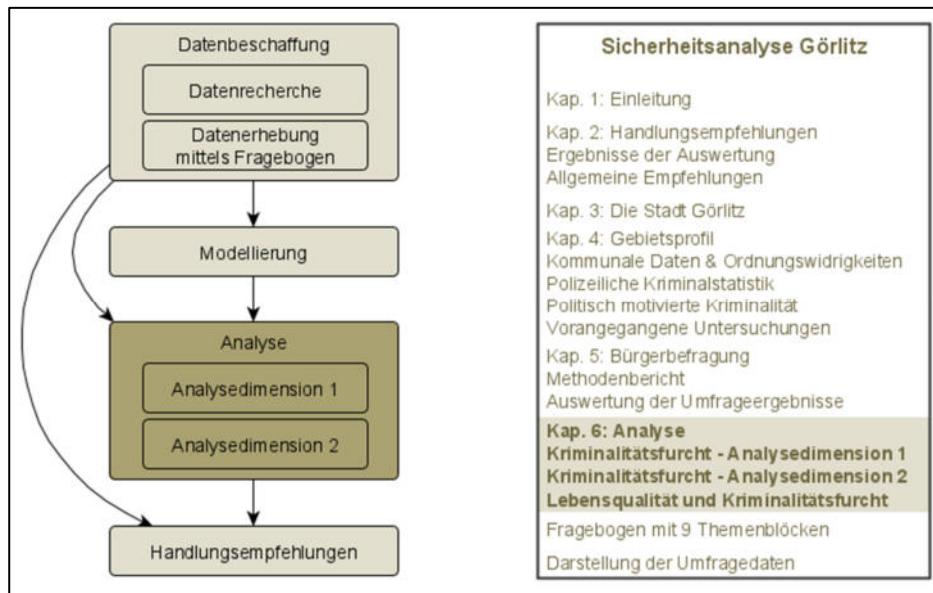 Datenbeschaffung
Datenrecherche
Datenerhebung
mittels Fragebogen
Modellierung
Analyse
Analysedimension 1
Analysedimension 2
Handlungsempfehlungen
Sicherheitsanalyse Görlitz
Kap. 1: Einleitung
Kap. 2: Handlungsempfehlungen
Ergebnisse der Auswertung
Allgemeine Empfehlungen
Kap. 3: Die Stadt Görlitz
Kap. 4: Gebietsprofil
Kommunale Daten & Ordnungswidrigkeiten
Polizeiliche Kriminalstatistik
Politisch motivierte Kriminalität
Vorangegangene Untersuchungen
Kap. 5: Bürgerbefragung
Methodenbericht
Auswertung der Umfrageergebnisse
Kap. 6: Analyse
Kriminalitätsfurcht - Analysedimension 1
Kriminalitätsfurcht - Analysedimension 2
Lebensqualität und Kriminalitätsfurcht
Fragebogen mit 9 Themenblöcken
Darstellung der Umfragedaten